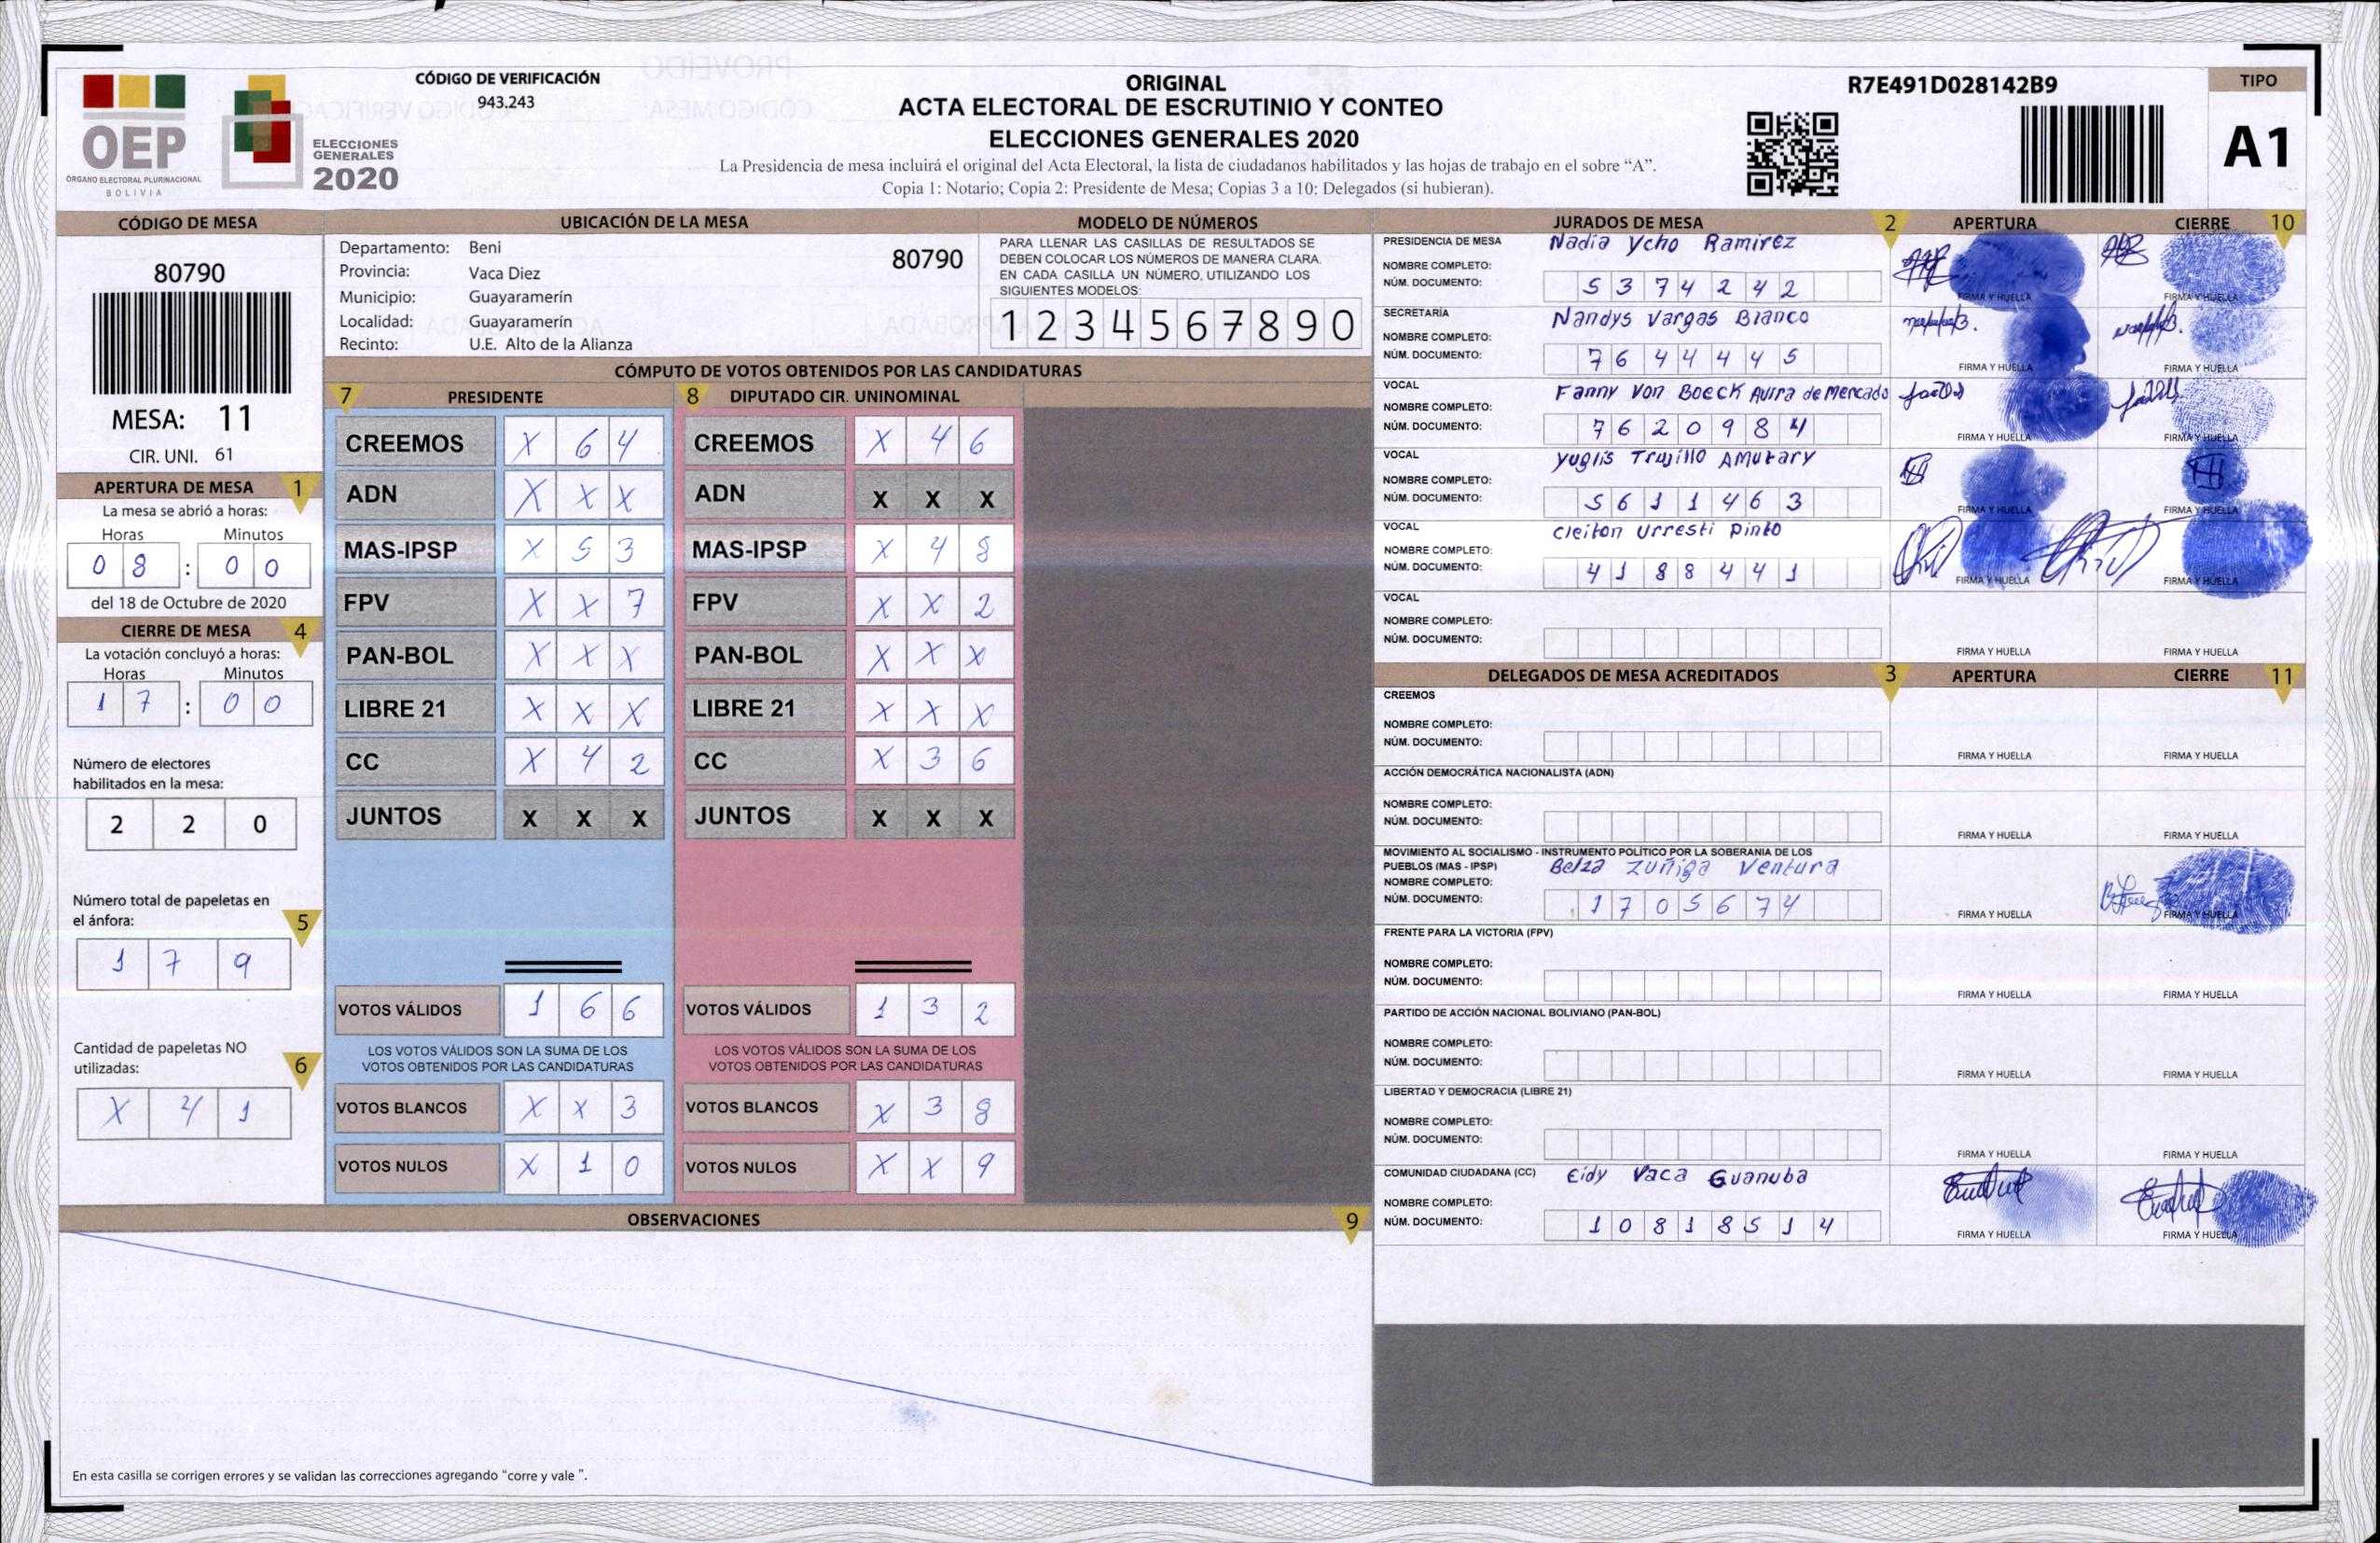 OEP
ÓRGANO ELECTORAL PLURINACIONAL
BOLIVIA
ELECCIONES
GENERALES
2020
CÓDIGO DE VERIFICACIÓN
943.243
ORIGINAL
ACTA ELECTORAL DE ESCRUTINIO Y CONTEO
ELECCIONES GENERALES 2020
La Presidencia de mesa incluirá el original del Acta Electoral, la lista de ciudadanos habilitados y las hojas de trabajo en el sobre “A”.
Copia 1: Notario; Copia 2: Presidente de Mesa; Copias 3 a 10: Delegados (si hubieran).
R7E491D028142B9
TIPO
A1
CÓDIGO DE MESA
80790
MESA: 11
CIR. UNI. 61
APERTURA DE MESA 1
La mesa se abrió a horas:
Horas Minutos
0 8 : 0 0
del 18 de Octubre de 2020
CIERRE DE MESA 4
La votación concluyó a horas:
Horas Minutos
1 7 : 0 0
Número de electores
habilitados en la mesa:
2 2 0
Número total de papeletas en
el ánfora: 5
1 7 9
Cantidad de papeletas NO
utilizadas: 6
X 4 1
UBICACIÓN DE LA MESA
Departamento: Beni
80790
Provincia: Vaca Diez
Municipio: Guayaramerín
Localidad: Guayaramerín
Recinto: U.E. Alto de la Alianza
MODELO DE NÚMEROS
PARA LLENAR LAS CASILLAS DE RESULTADOS SE
DEBEN COLOCAR LOS NÚMEROS DE MANERA CLARA.
EN CADA CASILLA UN NÚMERO, UTILIZANDO LOS
SIGUIENTES MODELOS:
1 2 3 4 5 6 7 8 9 0
CÓMPUTO DE VOTOS OBTENIDOS POR LAS CANDIDATURAS
7 PRESIDENTE
CREEMOS X 6 4
ADN X X X
MAS-IPSP X 5 3
FPV X X 7
PAN-BOL X X X
LIBRE 21 X X X
CC X 4 2
JUNTOS X X X
VOTOS VÁLIDOS 1 6 6
LOS VOTOS VÁLIDOS SON LA SUMA DE LOS
VOTOS OBTENIDOS POR LAS CANDIDATURAS
VOTOS BLANCOS X X 3
VOTOS NULOS X 1 0
8 DIPUTADO CIR. UNINOMINAL
CREEMOS X 4 6
ADN X X X
MAS-IPSP X 4 8
FPV X X 2
PAN-BOL X X X
LIBRE 21 X X X
CC X 3 6
JUNTOS X X X
VOTOS VÁLIDOS 1 3 2
LOS VOTOS VÁLIDOS SON LA SUMA DE LOS
VOTOS OBTENIDOS POR LAS CANDIDATURAS
VOTOS BLANCOS X 3 8
VOTOS NULOS X X 9
OBSERVACIONES 9
En esta casilla se corrigen errores y se validan las correcciones agregando “corre y vale ”.
JURADOS DE MESA 2 APERTURA CIERRE 10
PRESIDENCIA DE MESA Nadia Ycho Ramirez
NOMBRE COMPLETO:
NÚM. DOCUMENTO: 5 3 7 4 2 4 2
FIRMA Y HUELLA FIRMA Y HUELLA
SECRETARÍA Nandys Vargas Blanco
NOMBRE COMPLETO:
NÚM. DOCUMENTO: 7 6 4 4 4 4 5
FIRMA Y HUELLA FIRMA Y HUELLA
VOCAL Fanny Von Boeck de Mercado
NOMBRE COMPLETO:
NÚM. DOCUMENTO: 7 6 2 0 9 8 4
FIRMA Y HUELLA FIRMA Y HUELLA
VOCAL Yuglis Trujillo Amutary
NOMBRE COMPLETO:
NÚM. DOCUMENTO: 5 6 1 1 4 6 3
FIRMA Y HUELLA FIRMA Y HUELLA
VOCAL Cleiton Urresti Pinto
NOMBRE COMPLETO:
NÚM. DOCUMENTO: 4 1 8 8 4 4 1
FIRMA Y HUELLA FIRMA Y HUELLA
VOCAL
NOMBRE COMPLETO:
NÚM. DOCUMENTO:
FIRMA Y HUELLA FIRMA Y HUELLA
DELEGADOS DE MESA ACREDITADOS 3 APERTURA CIERRE 11
CREEMOS
NOMBRE COMPLETO:
NÚM. DOCUMENTO:
FIRMA Y HUELLA FIRMA Y HUELLA
ACCIÓN DEMOCRÁTICA NACIONALISTA (ADN)
NOMBRE COMPLETO:
NÚM. DOCUMENTO:
FIRMA Y HUELLA FIRMA Y HUELLA
MOVIMIENTO AL SOCIALISMO - INSTRUMENTO POLÍTICO POR LA SOBERANIA DE LOS
PUEBLOS (MAS - IPSP) Belza Zuñiga Ventura
NOMBRE COMPLETO:
NÚM. DOCUMENTO: 1 7 0 5 6 7 4
FIRMA Y HUELLA FIRMA Y HUELLA
FRENTE PARA LA VICTORIA (FPV)
NOMBRE COMPLETO:
NÚM. DOCUMENTO:
FIRMA Y HUELLA FIRMA Y HUELLA
PARTIDO DE ACCIÓN NACIONAL BOLIVIANO (PAN-BOL)
NOMBRE COMPLETO:
NÚM. DOCUMENTO:
FIRMA Y HUELLA FIRMA Y HUELLA
LIBERTAD Y DEMOCRACIA (LIBRE 21)
NOMBRE COMPLETO:
NÚM. DOCUMENTO:
FIRMA Y HUELLA FIRMA Y HUELLA
COMUNIDAD CIUDADANA (CC) Eidy Vaca Guanuba
NOMBRE COMPLETO:
NÚM. DOCUMENTO: 1 0 8 1 8 5 1 4
FIRMA Y HUELLA FIRMA Y HUELLA